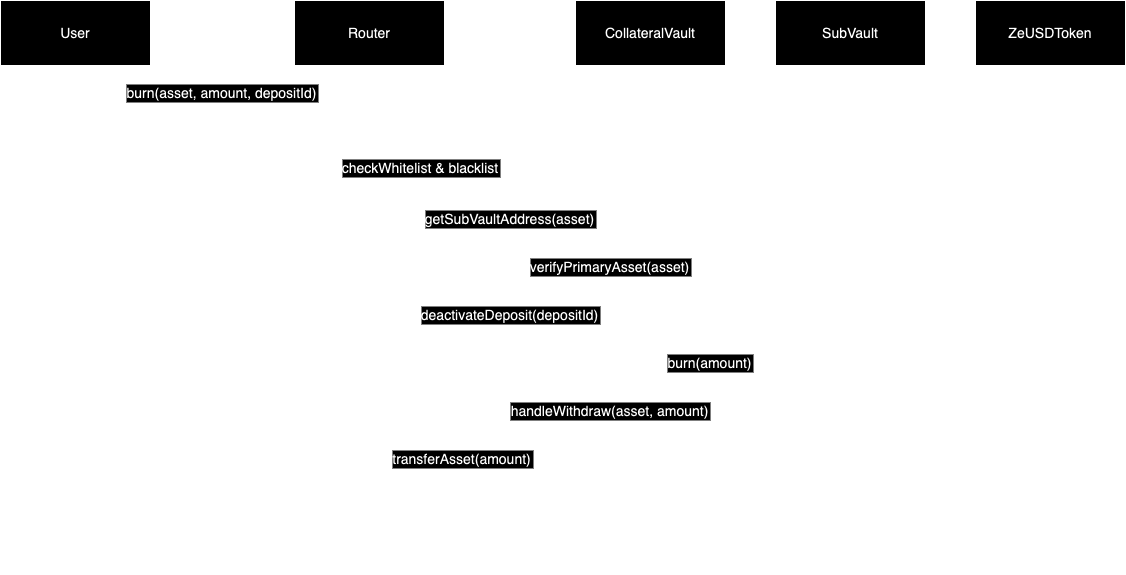 User
Router
CollateralVault
SubVault
ZeUSDToken
burn(asset, amount, depositId)
checkWhitelist & blacklist
getSubVaultAddress(asset)
verifyPrimaryAsset(asset)
deactivateDeposit(depositId)
burn(amount)
handleWithdraw(asset, amount)
transferAsset(amount)